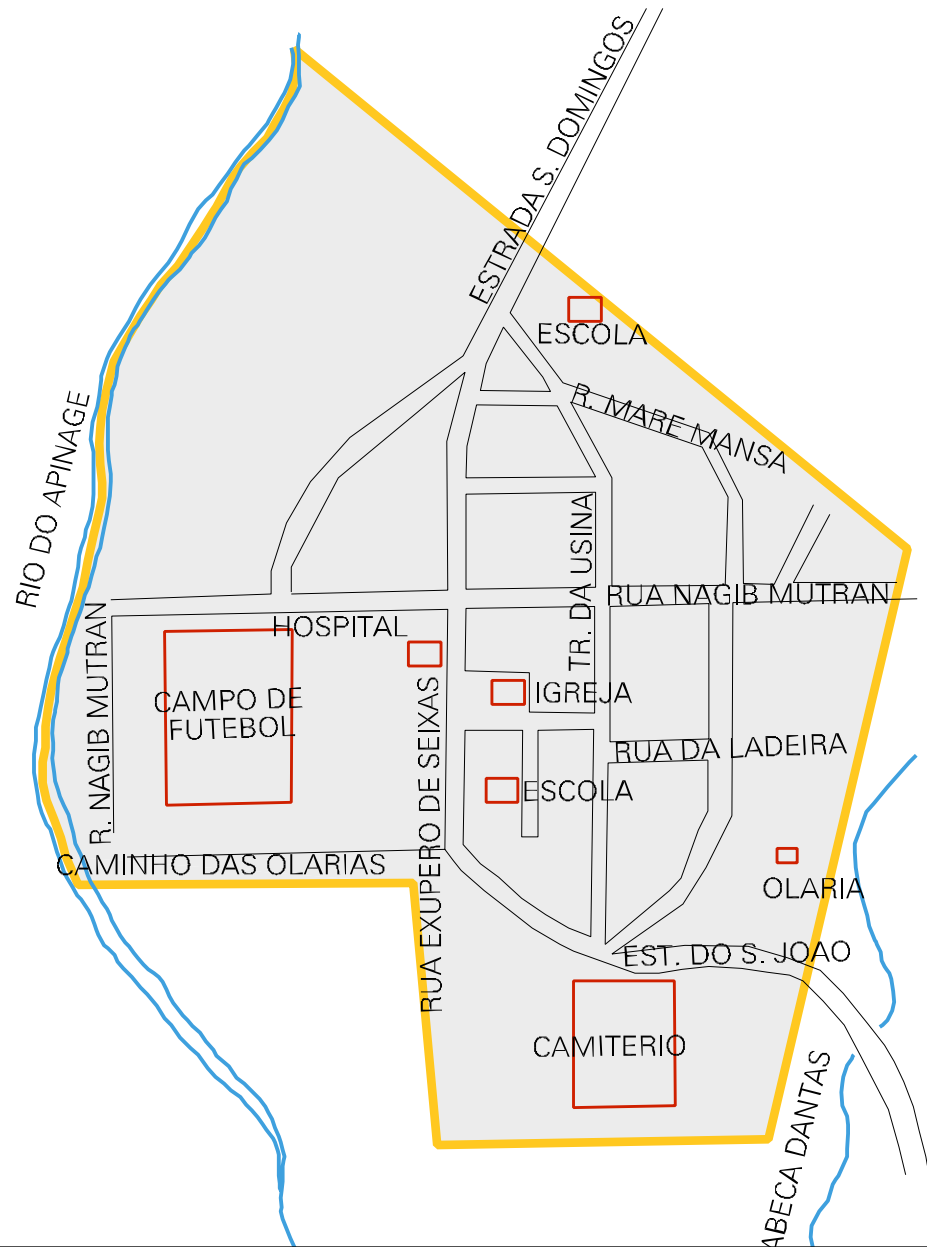 ESTRADA S. DOMINGOS
ESCOLA
R. MARE MANSA
RIO DO APINAGE
TR. DA USINA
RUA NAGIB MUTRAN
HOSPITAL
R. NAGIB MUTRAN
CAMPO DE
FUTEBOL
IGREJA
RUA DA LADEIRA
RUA EXUPERO DE SEIXAS
ESCOLA
CAMINHO DAS OLARIAS
OLARIA
EST. DO S. JOAO
CAMITERIO
ABECA DANTAS